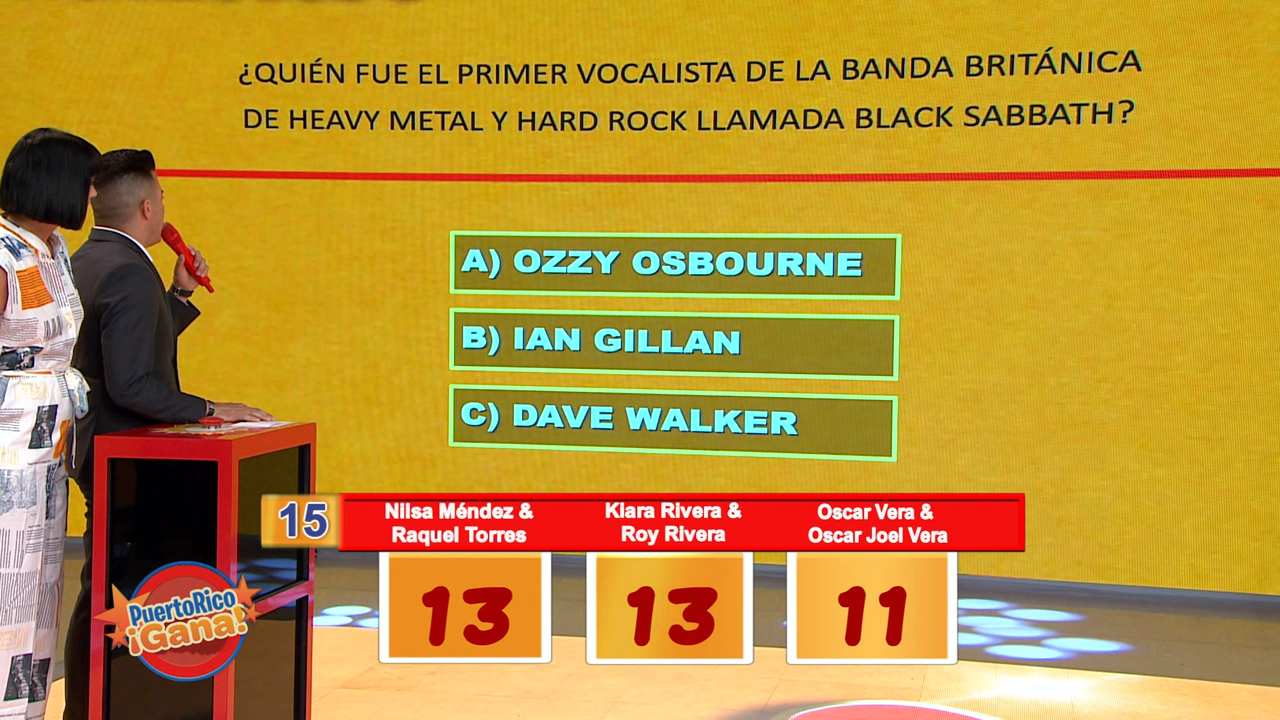 ¿QUIÉN FUE EL PRIMER VOCALISTA DE LA BANDA BRITÁNICA
DE HEAVY METAL Y HARD ROCK LLAMADA BLACK SABBATH?
A) OZZY OSBOURNE
B) IAN GILLAN
C) DAVE WALKER
15
Nilsa Méndez &
Raquel Torres
Kiara Rivera &
Roy Rivera
Oscar Vera &
Oscar Joel Vera
13
13
11
PuertoRico
¡Gana!